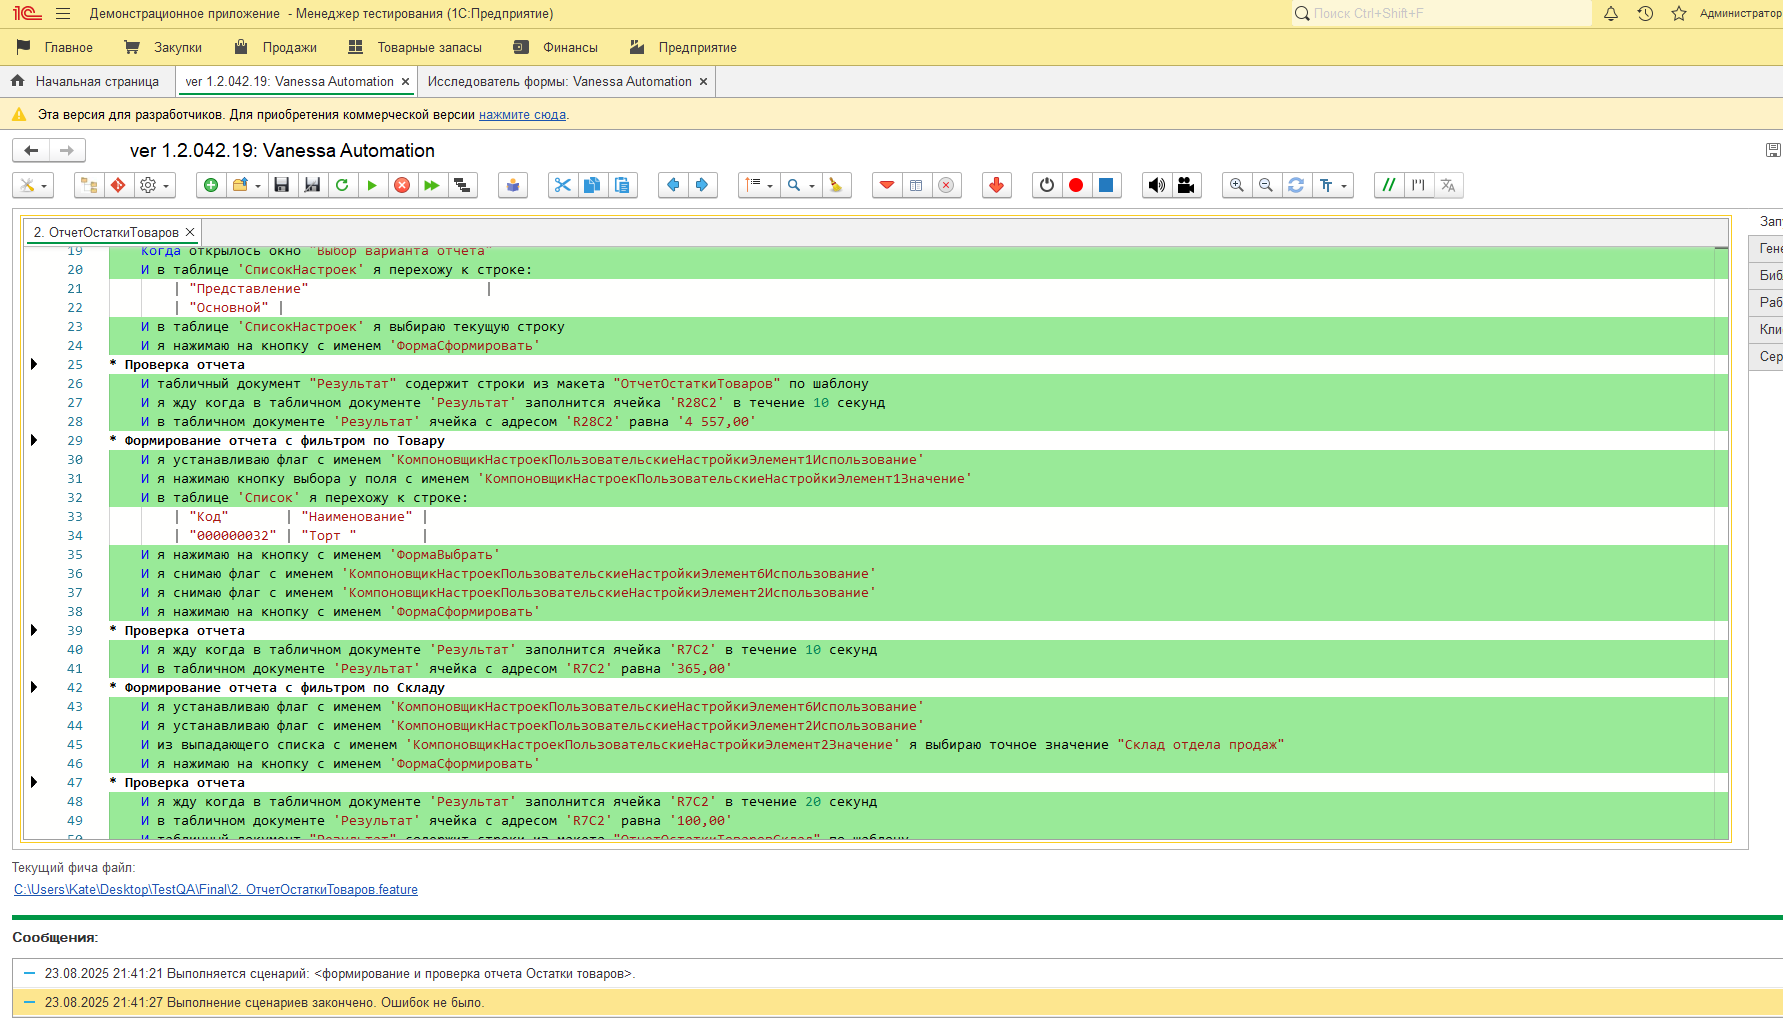 1С Демонстрационное приложение - Менеджер тестирования (1С:Предприятие) Поиск Ctrl+Shift+F Администратор
Главное Закупки Продажи Товарные запасы Финансы Предприятие
Начальная страница ver 1.2.042.19: Vanessa Automation × Исследователь формы: Vanessa Automation ×
Эта версия для разработчиков. Для приобретения коммерческой версии нажмите сюда.
ver 1.2.042.19: Vanessa Automation
2. ОтчетОстаткиТоваров ×
Зап
Ген
Биб
Раб
Кли
Сер
19 Когда открылось окно "Выбор варианта отчета"
20 И в таблице 'СписокНастроек' я перехожу к строке:
21 | "Представление" |
22 | "Основной" |
23 И в таблице 'СписокНастроек' я выбираю текущую строку
24 И я нажимаю на кнопку с именем 'ФормаСформировать'
25 * Проверка отчета
26 И табличный документ "Результат" содержит строки из макета "ОтчетОстаткиТоваров" по шаблону
27 И я жду когда в табличном документе 'Результат' заполнится ячейка 'R28C2' в течение 10 секунд
28 И в табличном документе 'Результат' ячейка с адресом 'R28C2' равна '4 557,00'
29 * Формирование отчета с фильтром по Товару
30 И я устанавливаю флаг с именем 'КомпоновщикНастроекПользовательскиеНастройкиЭлемент1Использование'
31 И я нажимаю кнопку выбора у поля с именем 'КомпоновщикНастроекПользовательскиеНастройкиЭлемент1Значение'
32 И в таблице 'Список' я перехожу к строке:
33 | "Код" | "Наименование" |
34 | "000000032" | "Торт " |
35 И я нажимаю на кнопку с именем 'ФормаВыбрать'
36 И я снимаю флаг с именем 'КомпоновщикНастроекПользовательскиеНастройкиЭлемент6Использование'
37 И я снимаю флаг с именем 'КомпоновщикНастроекПользовательскиеНастройкиЭлемент2Использование'
38 И я нажимаю на кнопку с именем 'ФормаСформировать'
39 * Проверка отчета
40 И я жду когда в табличном документе 'Результат' заполнится ячейка 'R7C2' в течение 10 секунд
41 И в табличном документе 'Результат' ячейка с адресом 'R7C2' равна '365,00'
42 * Формирование отчета с фильтром по Складу
43 И я устанавливаю флаг с именем 'КомпоновщикНастроекПользовательскиеНастройкиЭлемент6Использование'
44 И я устанавливаю флаг с именем 'КомпоновщикНастроекПользовательскиеНастройкиЭлемент2Использование'
45 И из выпадающего списка с именем 'КомпоновщикНастроекПользовательскиеНастройкиЭлемент2Значение' я выбираю точное значение "Склад отдела продаж"
46 И я нажимаю на кнопку с именем 'ФормаСформировать'
47 * Проверка отчета
48 И я жду когда в табличном документе 'Результат' заполнится ячейка 'R7C2' в течение 20 секунд
49 И в табличном документе 'Результат' ячейка с адресом 'R7C2' равна '100,00'
50 И табличный документ "Результат" содержит строки из макета "ОтчетОстаткиТоваровСклад" по шаблону
Текущий фича файл:
C:\Users\Kate\Desktop\TestQA\Final\2. ОтчетОстаткиТоваров.feature
Сообщения:
23.08.2025 21:41:21 Выполняется сценарий: <формирование и проверка отчета Остатки товаров>.
23.08.2025 21:41:27 Выполнение сценариев закончено. Ошибок не было.